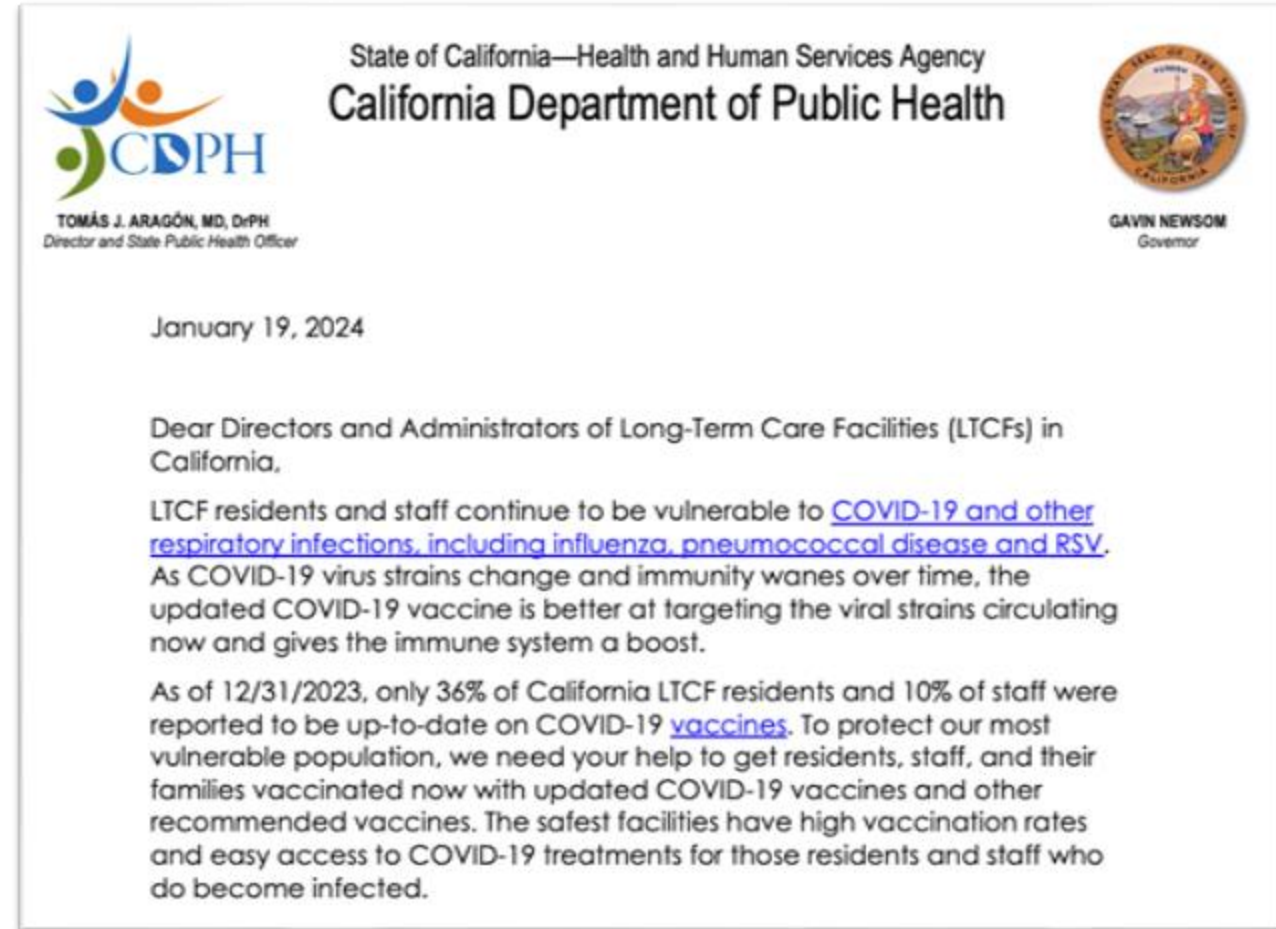 State of California—Health and Human Services Agency
California Department of Public Health
CDPH
TOMÁS J. ARAGÓN, MD, DrPH
Director and State Public Health Officer
THE GREAT SEAL OF THE STATE OF CALIFORNIA
EUREKA
GAVIN NEWSOM
Governor
January 19, 2024
Dear Directors and Administrators of Long-Term Care Facilities (LTCFs) in
California,
LTCF residents and staff continue to be vulnerable to COVID-19 and other
respiratory infections, including influenza, pneumococcal disease and RSV.
As COVID-19 virus strains change and immunity wanes over time, the
updated COVID-19 vaccine is better at targeting the viral strains circulating
now and gives the immune system a boost.
As of 12/31/2023, only 36% of California LTCF residents and 10% of staff were
reported to be up-to-date on COVID-19 vaccines. To protect our most
vulnerable population, we need your help to get residents, staff, and their
families vaccinated now with updated COVID-19 vaccines and other
recommended vaccines. The safest facilities have high vaccination rates
and easy access to COVID-19 treatments for those residents and staff who
do become infected.